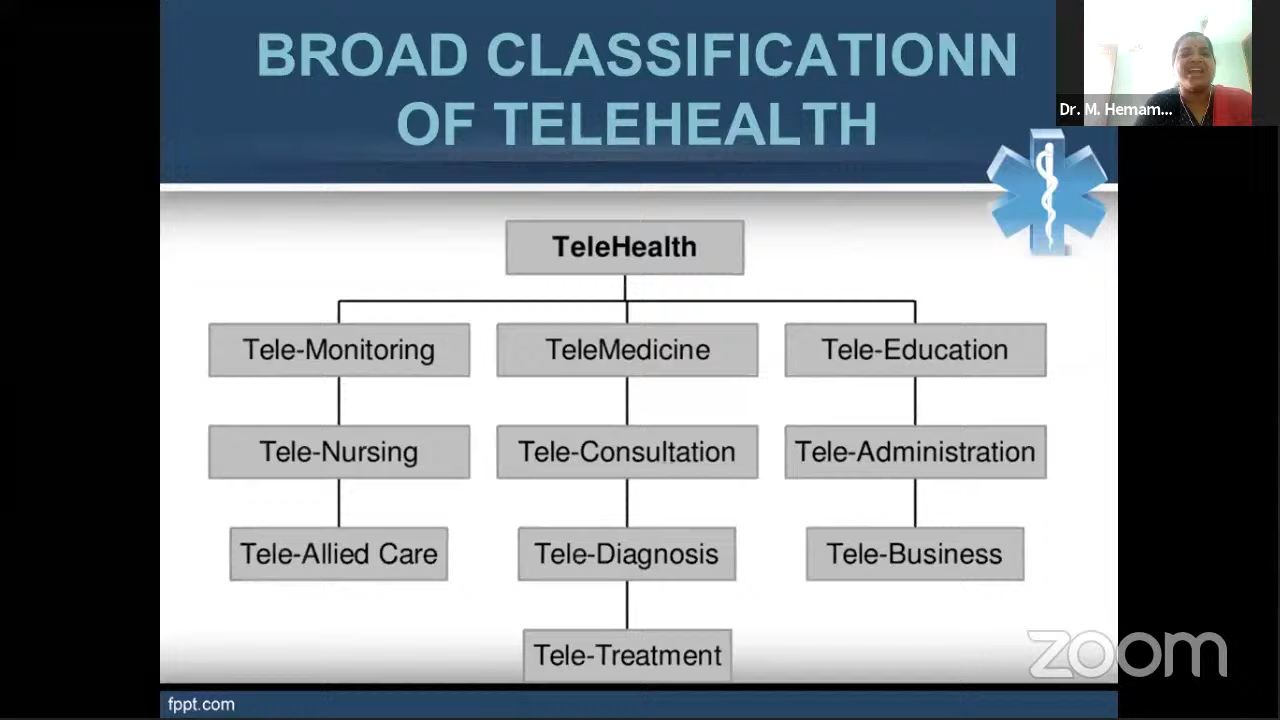 BROAD CLASSIFICATIONN
OF TELEHEALTH
Dr. M. Hemam...
TeleHealth
Tele-Monitoring
TeleMedicine
Tele-Education
Tele-Nursing
Tele-Consultation
Tele-Administration
Tele-Allied Care
Tele-Diagnosis
Tele-Business
Tele-Treatment
zoom
fppt.com